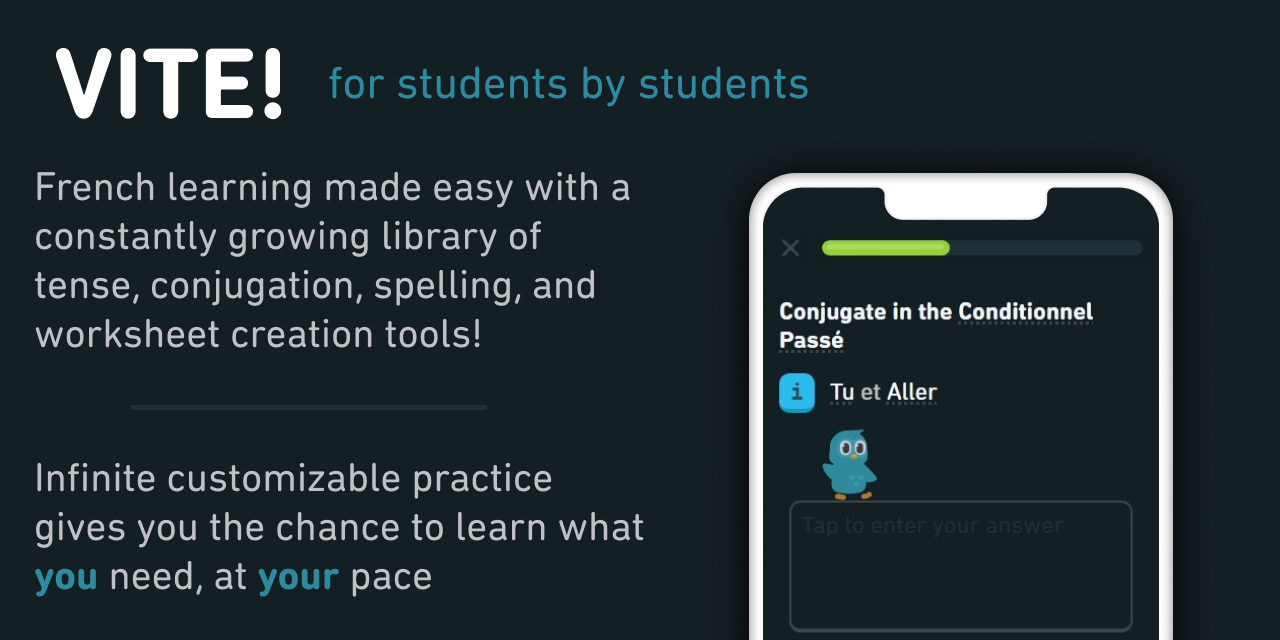 VITE!
for students by students
French learning made easy with a
constantly growing library of
tense, conjugation, spelling, and
worksheet creation tools!
Infinite customizable practice
gives you the chance to learn what
you need, at your pace
Conjugate in the Conditionnel
Passé
i Tu et Aller
Tap to enter your answer